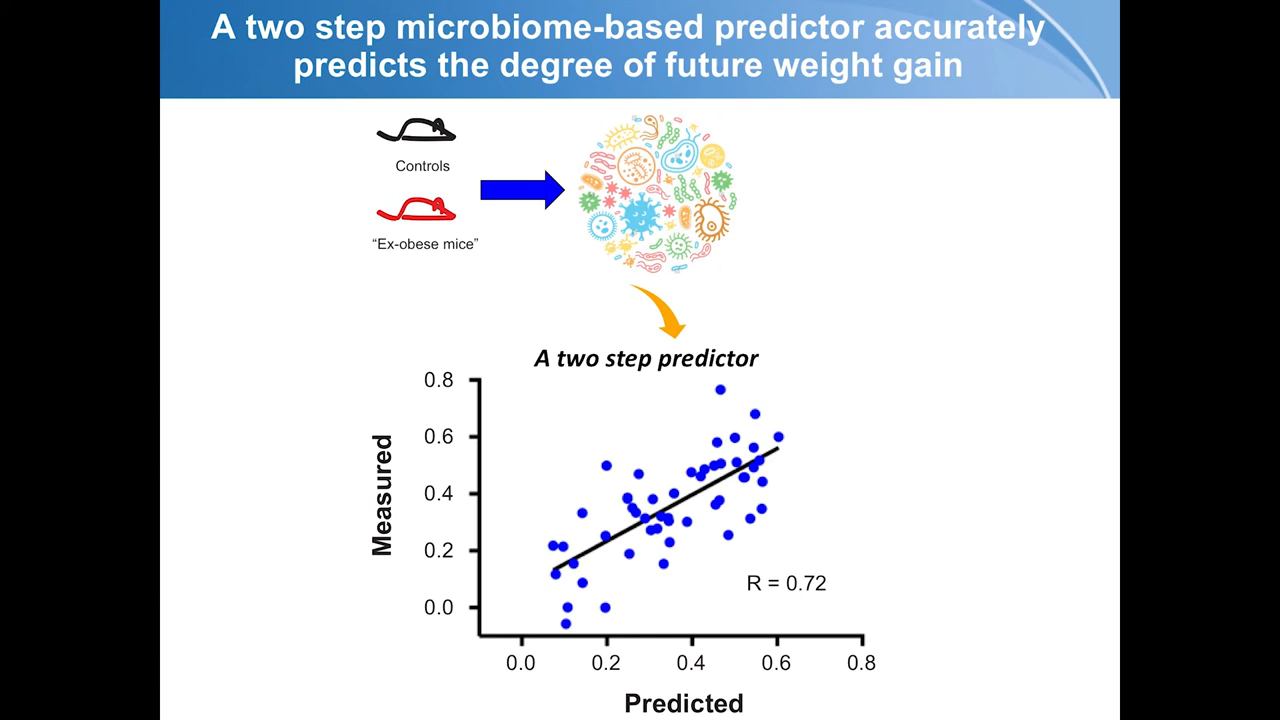 A two step microbiome-based predictor accurately
predicts the degree of future weight gain
Controls
“Ex-obese mice”
A two step predictor
0.8
0.6
0.4
0.2
0.0
Measured
R = 0.72
0.0 0.2 0.4 0.6 0.8
Predicted